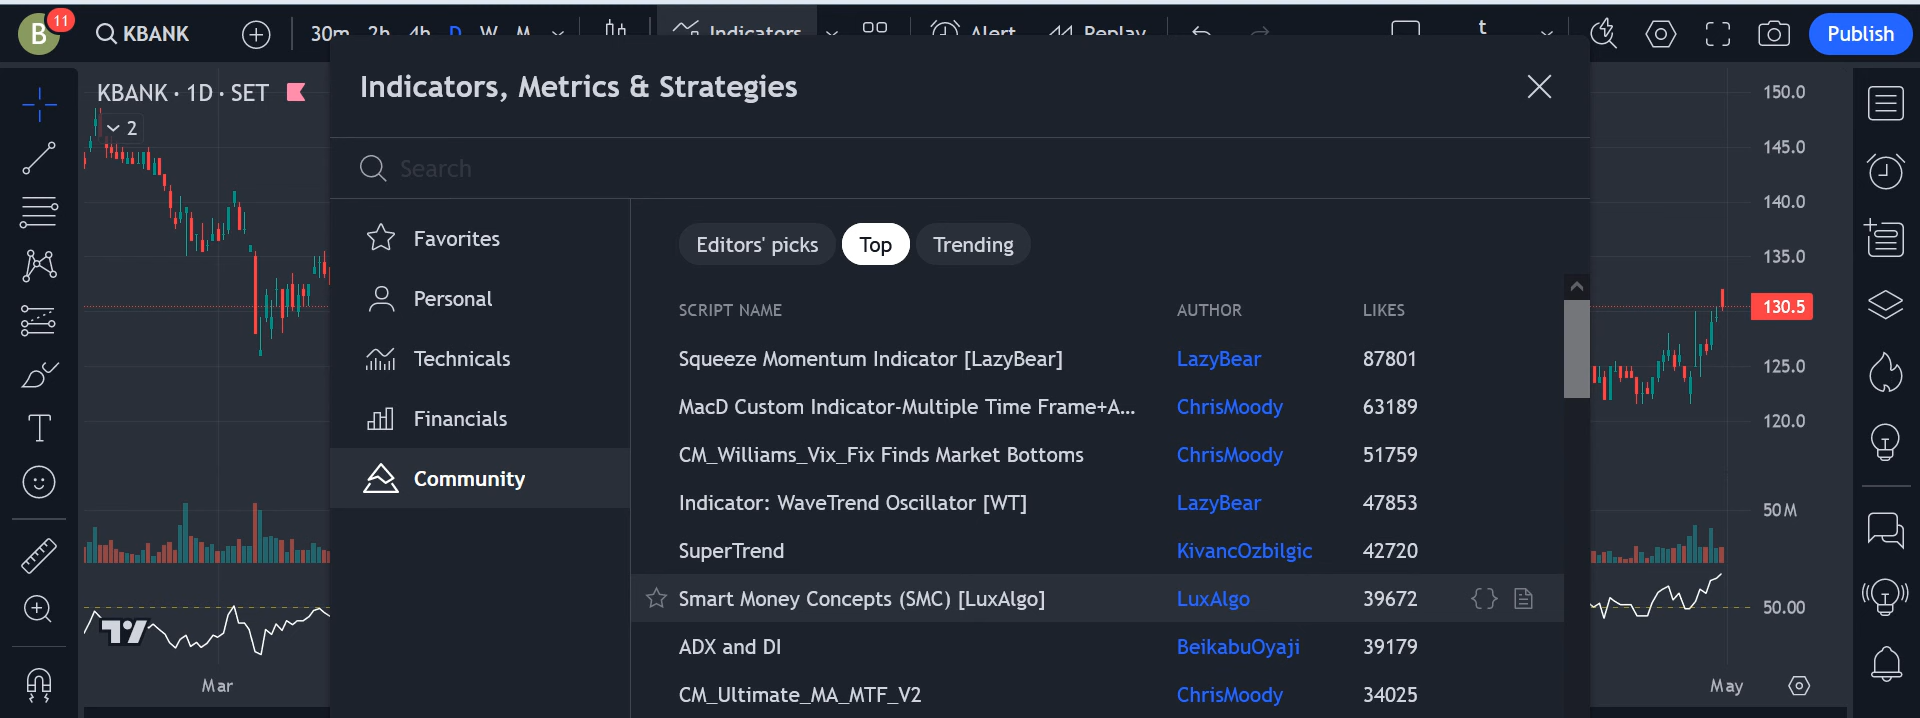 B
11
KBANK
30m 2h 4h D W M
Indicators
Alert
Replay
t
Publish
KBANK · 1D · SET
2
Indicators, Metrics & Strategies
Search
Favorites
Personal
Technicals
Financials
Community
Editors' picks
Top
Trending
SCRIPT NAME AUTHOR LIKES
Squeeze Momentum Indicator [LazyBear] LazyBear 87801
MacD Custom Indicator-Multiple Time Frame+A... ChrisMoody 63189
CM_Williams_Vix_Fix Finds Market Bottoms ChrisMoody 51759
Indicator: WaveTrend Oscillator [WT] LazyBear 47853
SuperTrend KivancOzbilgic 42720
Smart Money Concepts (SMC) [LuxAlgo] LuxAlgo 39672
ADX and DI BeikabuOyaji 39179
CM_Ultimate_MA_MTF_V2 ChrisMoody 34025
150.0
145.0
140.0
135.0
130.5
125.0
120.0
50M
50.00
Mar
May